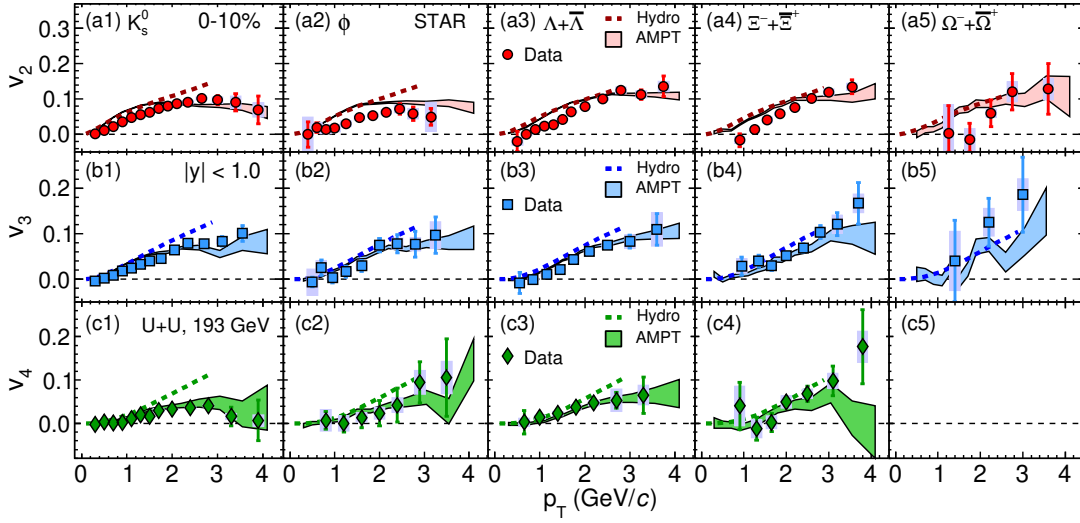 (a1) K⁰ₛ 0-10%
(a2) ϕ STAR
(a3) Λ+Λ̅ Hydro
AMPT
Data
(a4) Ξ⁻+Ξ̅⁺
(a5) Ω⁻+Ω̅⁺
v₂
0.2
0.1
0.0
(b1) |y| < 1.0
(b2)
(b3) Hydro
AMPT
Data
(b4)
(b5)
v₃
0.2
0.1
0.0
(c1) U+U, 193 GeV
(c2)
(c3) Hydro
AMPT
Data
(c4)
(c5)
v₄
0.2
0.1
0.0
0 1 2 3 4 0 1 2 3 4 0 1 2 3 4 0 1 2 3 4 0 1 2 3 4
p_T (GeV/c)